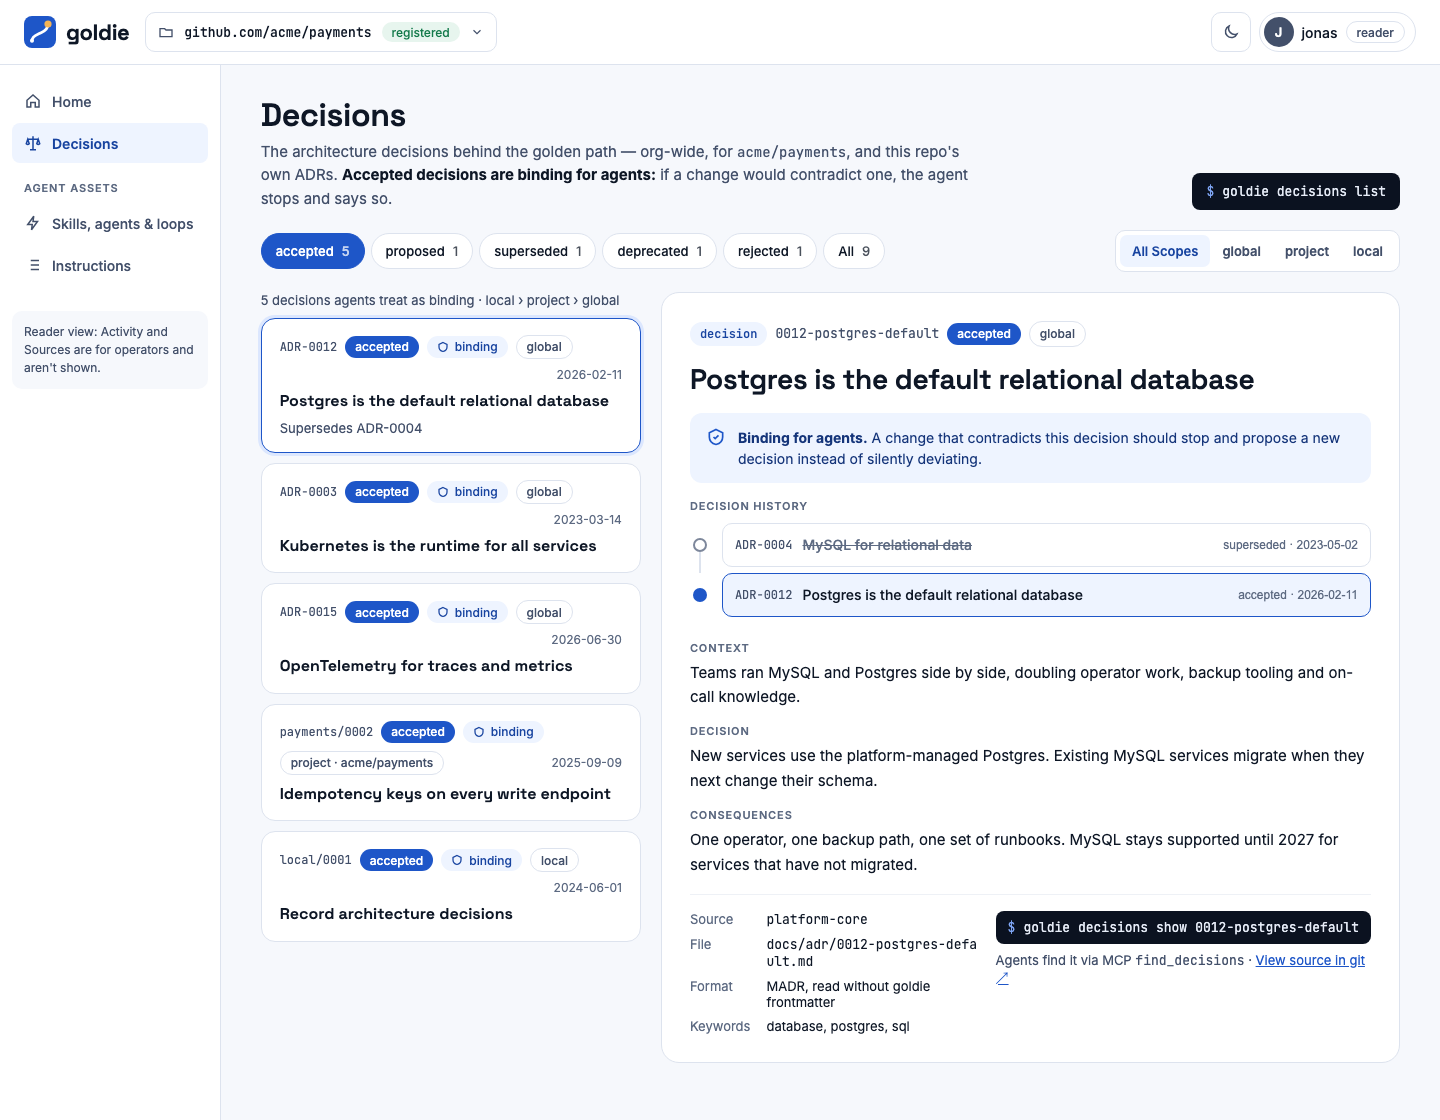 goldie
github.com/acme/payments registered
J jonas reader
Home
Decisions
AGENT ASSETS
Skills, agents & loops
Instructions
Reader view: Activity and
Sources are for operators and
aren't shown.
Decisions
The architecture decisions behind the golden path — org-wide, for acme/payments, and this repo's
own ADRs. Accepted decisions are binding for agents: if a change would contradict one, the agent
stops and says so.
$ goldie decisions list
accepted 5 proposed 1 superseded 1 deprecated 1 rejected 1 All 9
All Scopes global project local
5 decisions agents treat as binding · local › project › global
ADR-0012 accepted binding global
2026-02-11
Postgres is the default relational database
Supersedes ADR-0004
ADR-0003 accepted binding global
2023-03-14
Kubernetes is the runtime for all services
ADR-0015 accepted binding global
2026-06-30
OpenTelemetry for traces and metrics
payments/0002 accepted binding
project · acme/payments 2025-09-09
Idempotency keys on every write endpoint
local/0001 accepted binding local
2024-06-01
Record architecture decisions
decision 0012-postgres-default accepted global
Postgres is the default relational database
Binding for agents. A change that contradicts this decision should stop and propose a new
decision instead of silently deviating.
DECISION HISTORY
ADR-0004 MySQL for relational data superseded · 2023-05-02
ADR-0012 Postgres is the default relational database accepted · 2026-02-11
CONTEXT
Teams ran MySQL and Postgres side by side, doubling operator work, backup tooling and on-
call knowledge.
DECISION
New services use the platform-managed Postgres. Existing MySQL services migrate when they
next change their schema.
CONSEQUENCES
One operator, one backup path, one set of runbooks. MySQL stays supported until 2027 for
services that have not migrated.
Source platform-core
File docs/adr/0012-postgres-defa
ult.md
Format MADR, read without goldie
frontmatter
Keywords database, postgres, sql
$ goldie decisions show 0012-postgres-default
Agents find it via MCP find_decisions · View source in git
↗